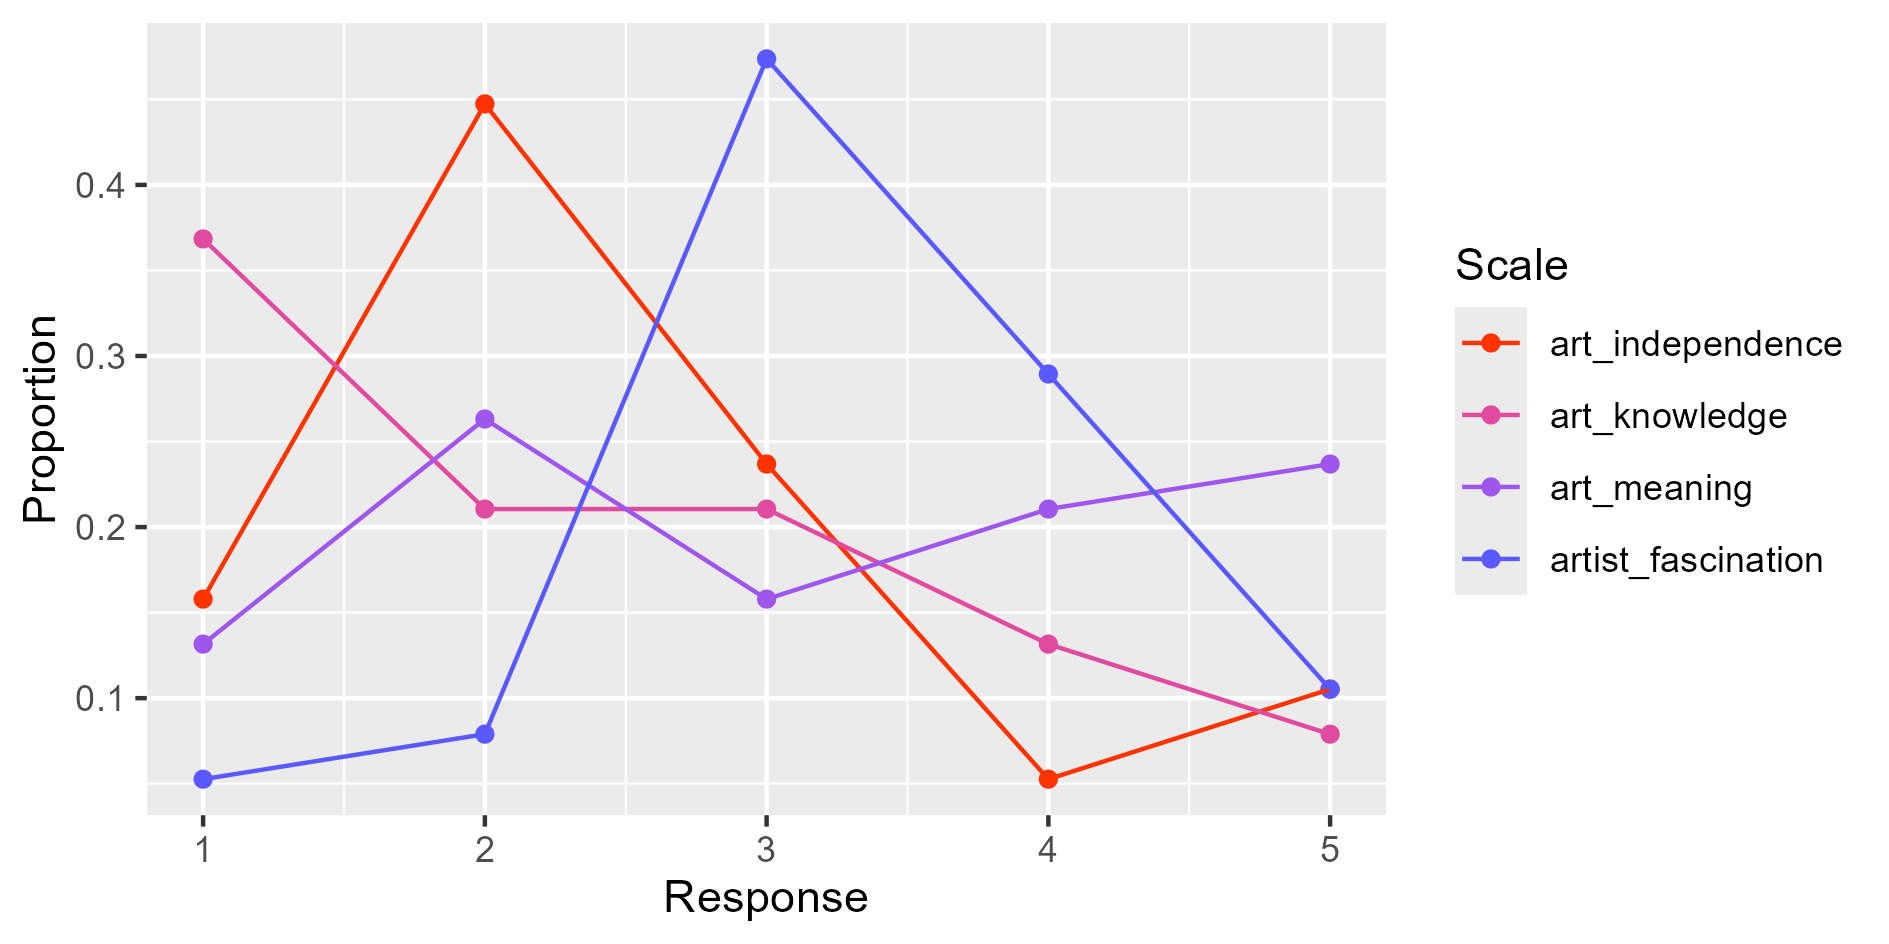 0.4
0.3
0.2
0.1
Proportion
1 2 3 4 5
Response
Scale
art_independence
art_knowledge
art_meaning
artist_fascination